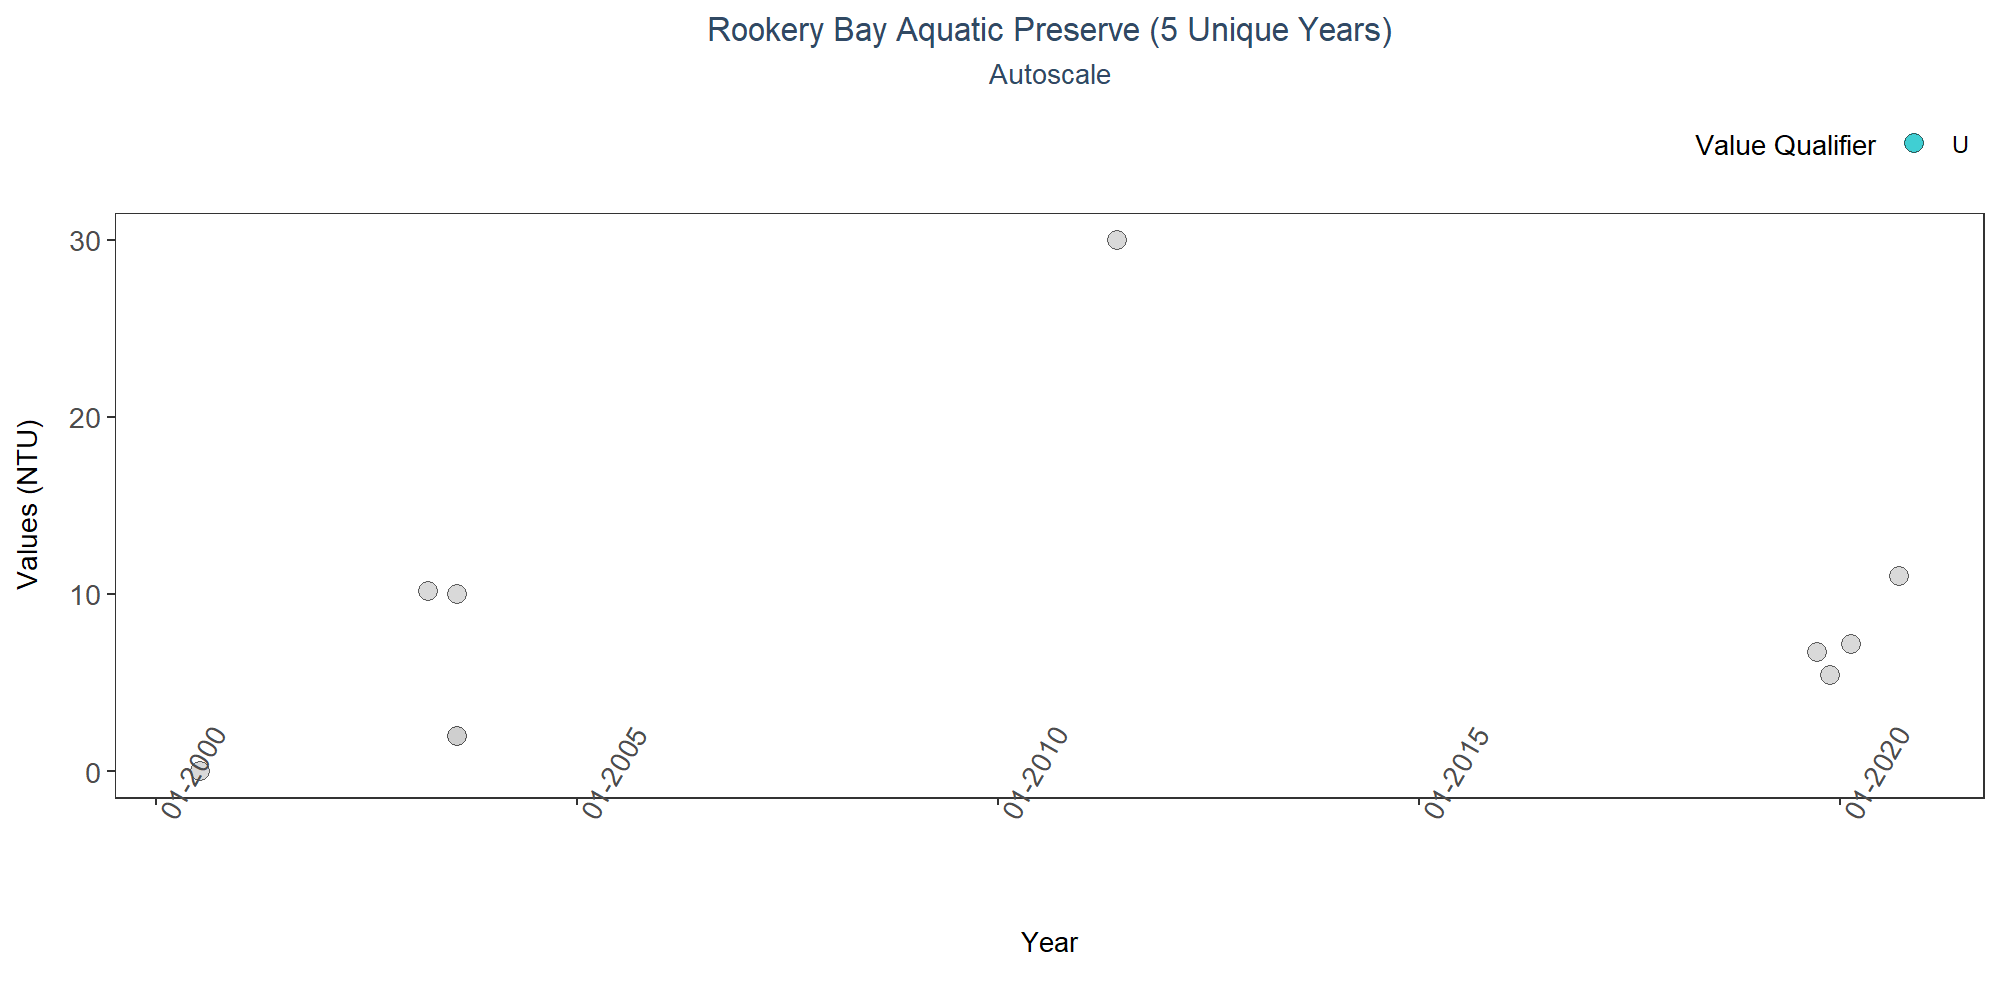 Rookery Bay Aquatic Preserve (5 Unique Years)
Autoscale
Value Qualifier U
30
20
10
0
Values (NTU)
01-2000
01-2005
01-2010
01-2015
01-2020
Year